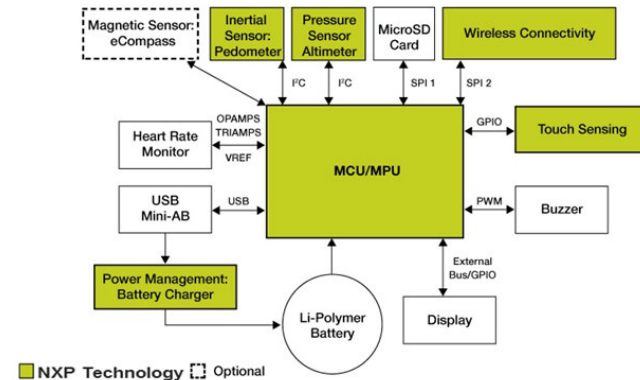 Magnetic Sensor:
eCompass
Inertial
Sensor:
Pedometer
Pressure
Sensor
Altimeter
MicroSD
Card
Wireless Connectivity
I²C
I²C
SPI 1
SPI 2
OPAMPS
TRIAMPS
VREF
Heart Rate
Monitor
MCU/MPU
GPIO
Touch Sensing
USB
Mini-AB
USB
PWM
Buzzer
Power Management:
Battery Charger
External
Bus/GPIO
Li-Polymer
Battery
Display
NXP Technology
Optional